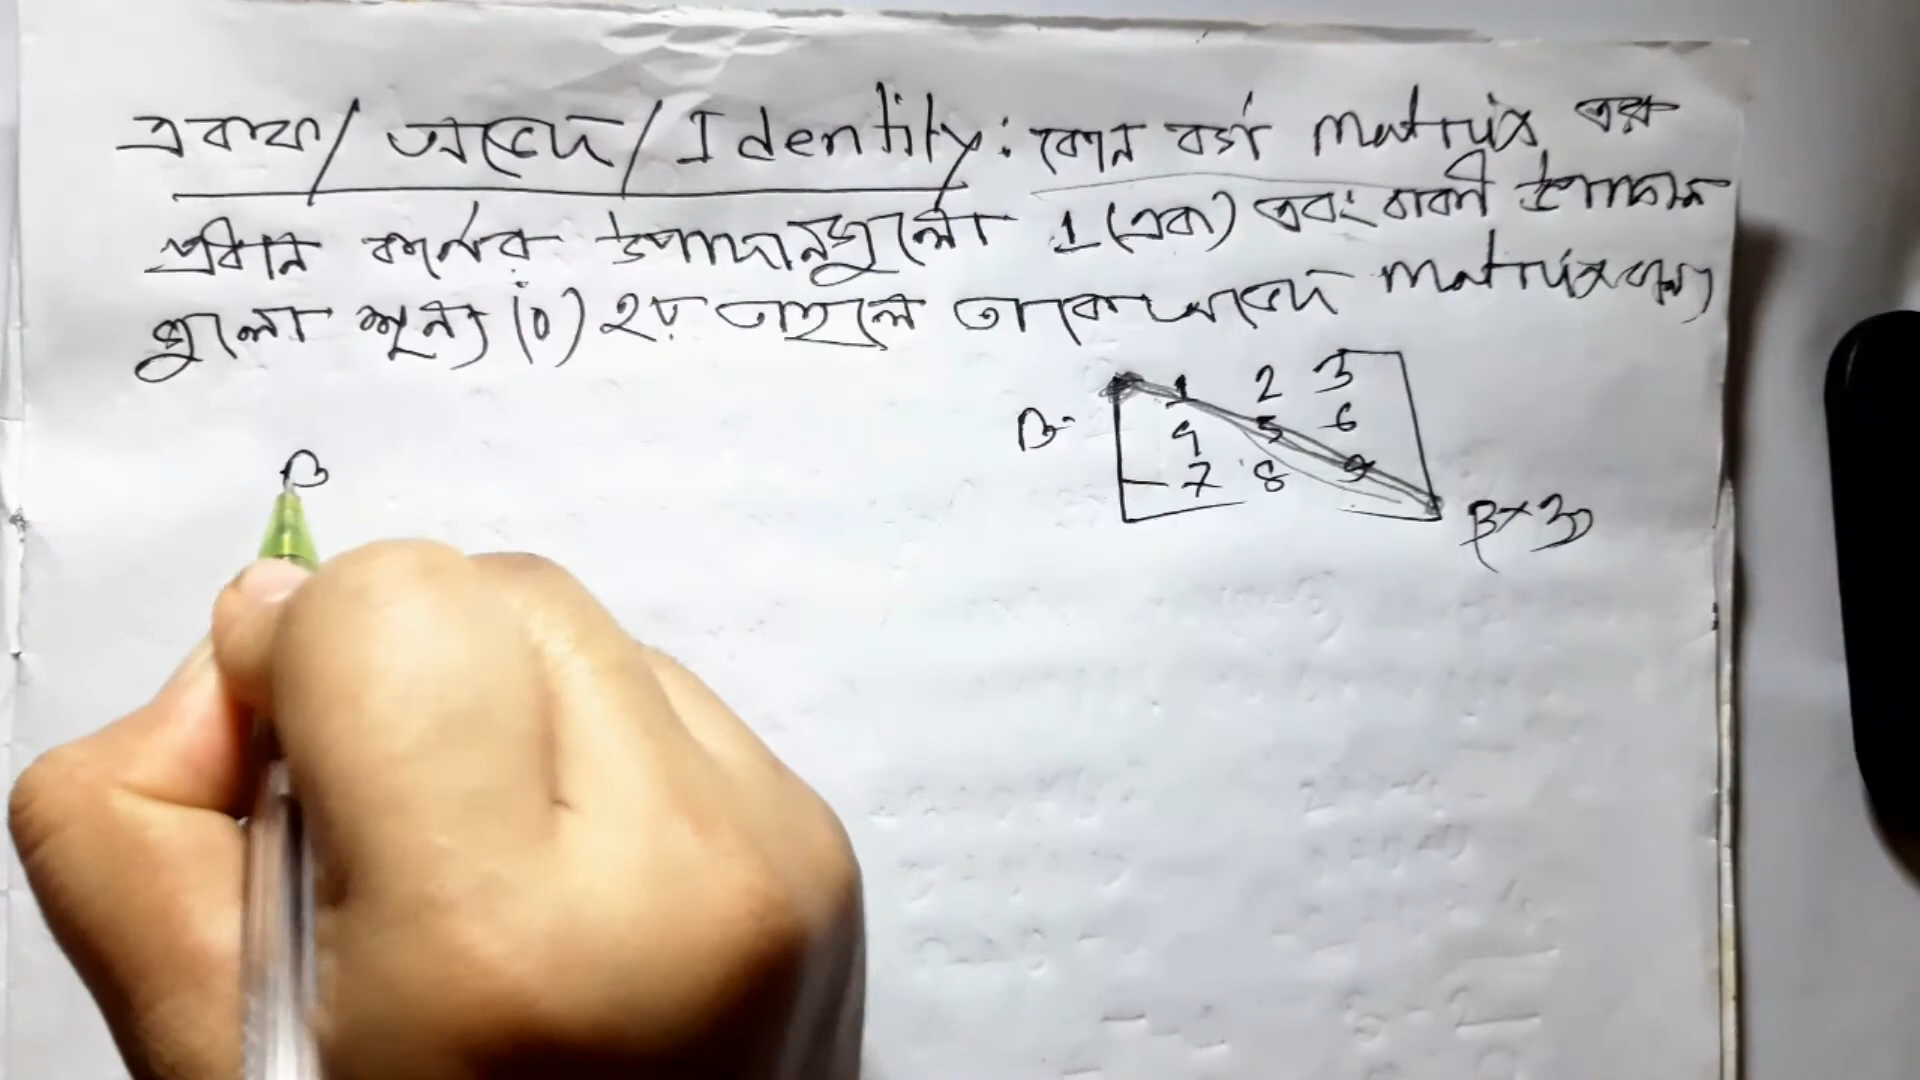 একক/অভেদ/Identity: কোন বর্গ matrix এর
প্রধান কর্নের উপাদানগুলো 1 (এক) এবং বাকী উপাদান
গুলো শূন্য (0) হয় তাহলে তাকে অভেদ matrix বলে
B = 1 2 3
4 5 6
7 8 9
3×3
B